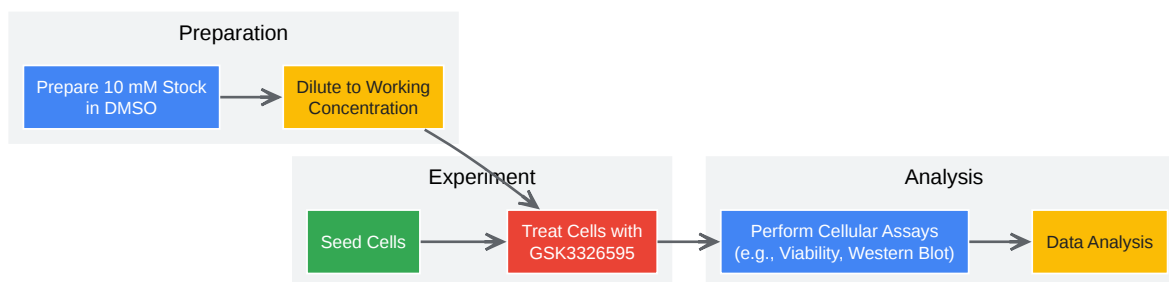 Preparation
Prepare 10 mM Stock
in DMSO
Dilute to Working
Concentration
Experiment
Seed Cells
Treat Cells with
GSK3326595
Analysis
Perform Cellular Assays
(e.g., Viability, Western Blot)
Data Analysis